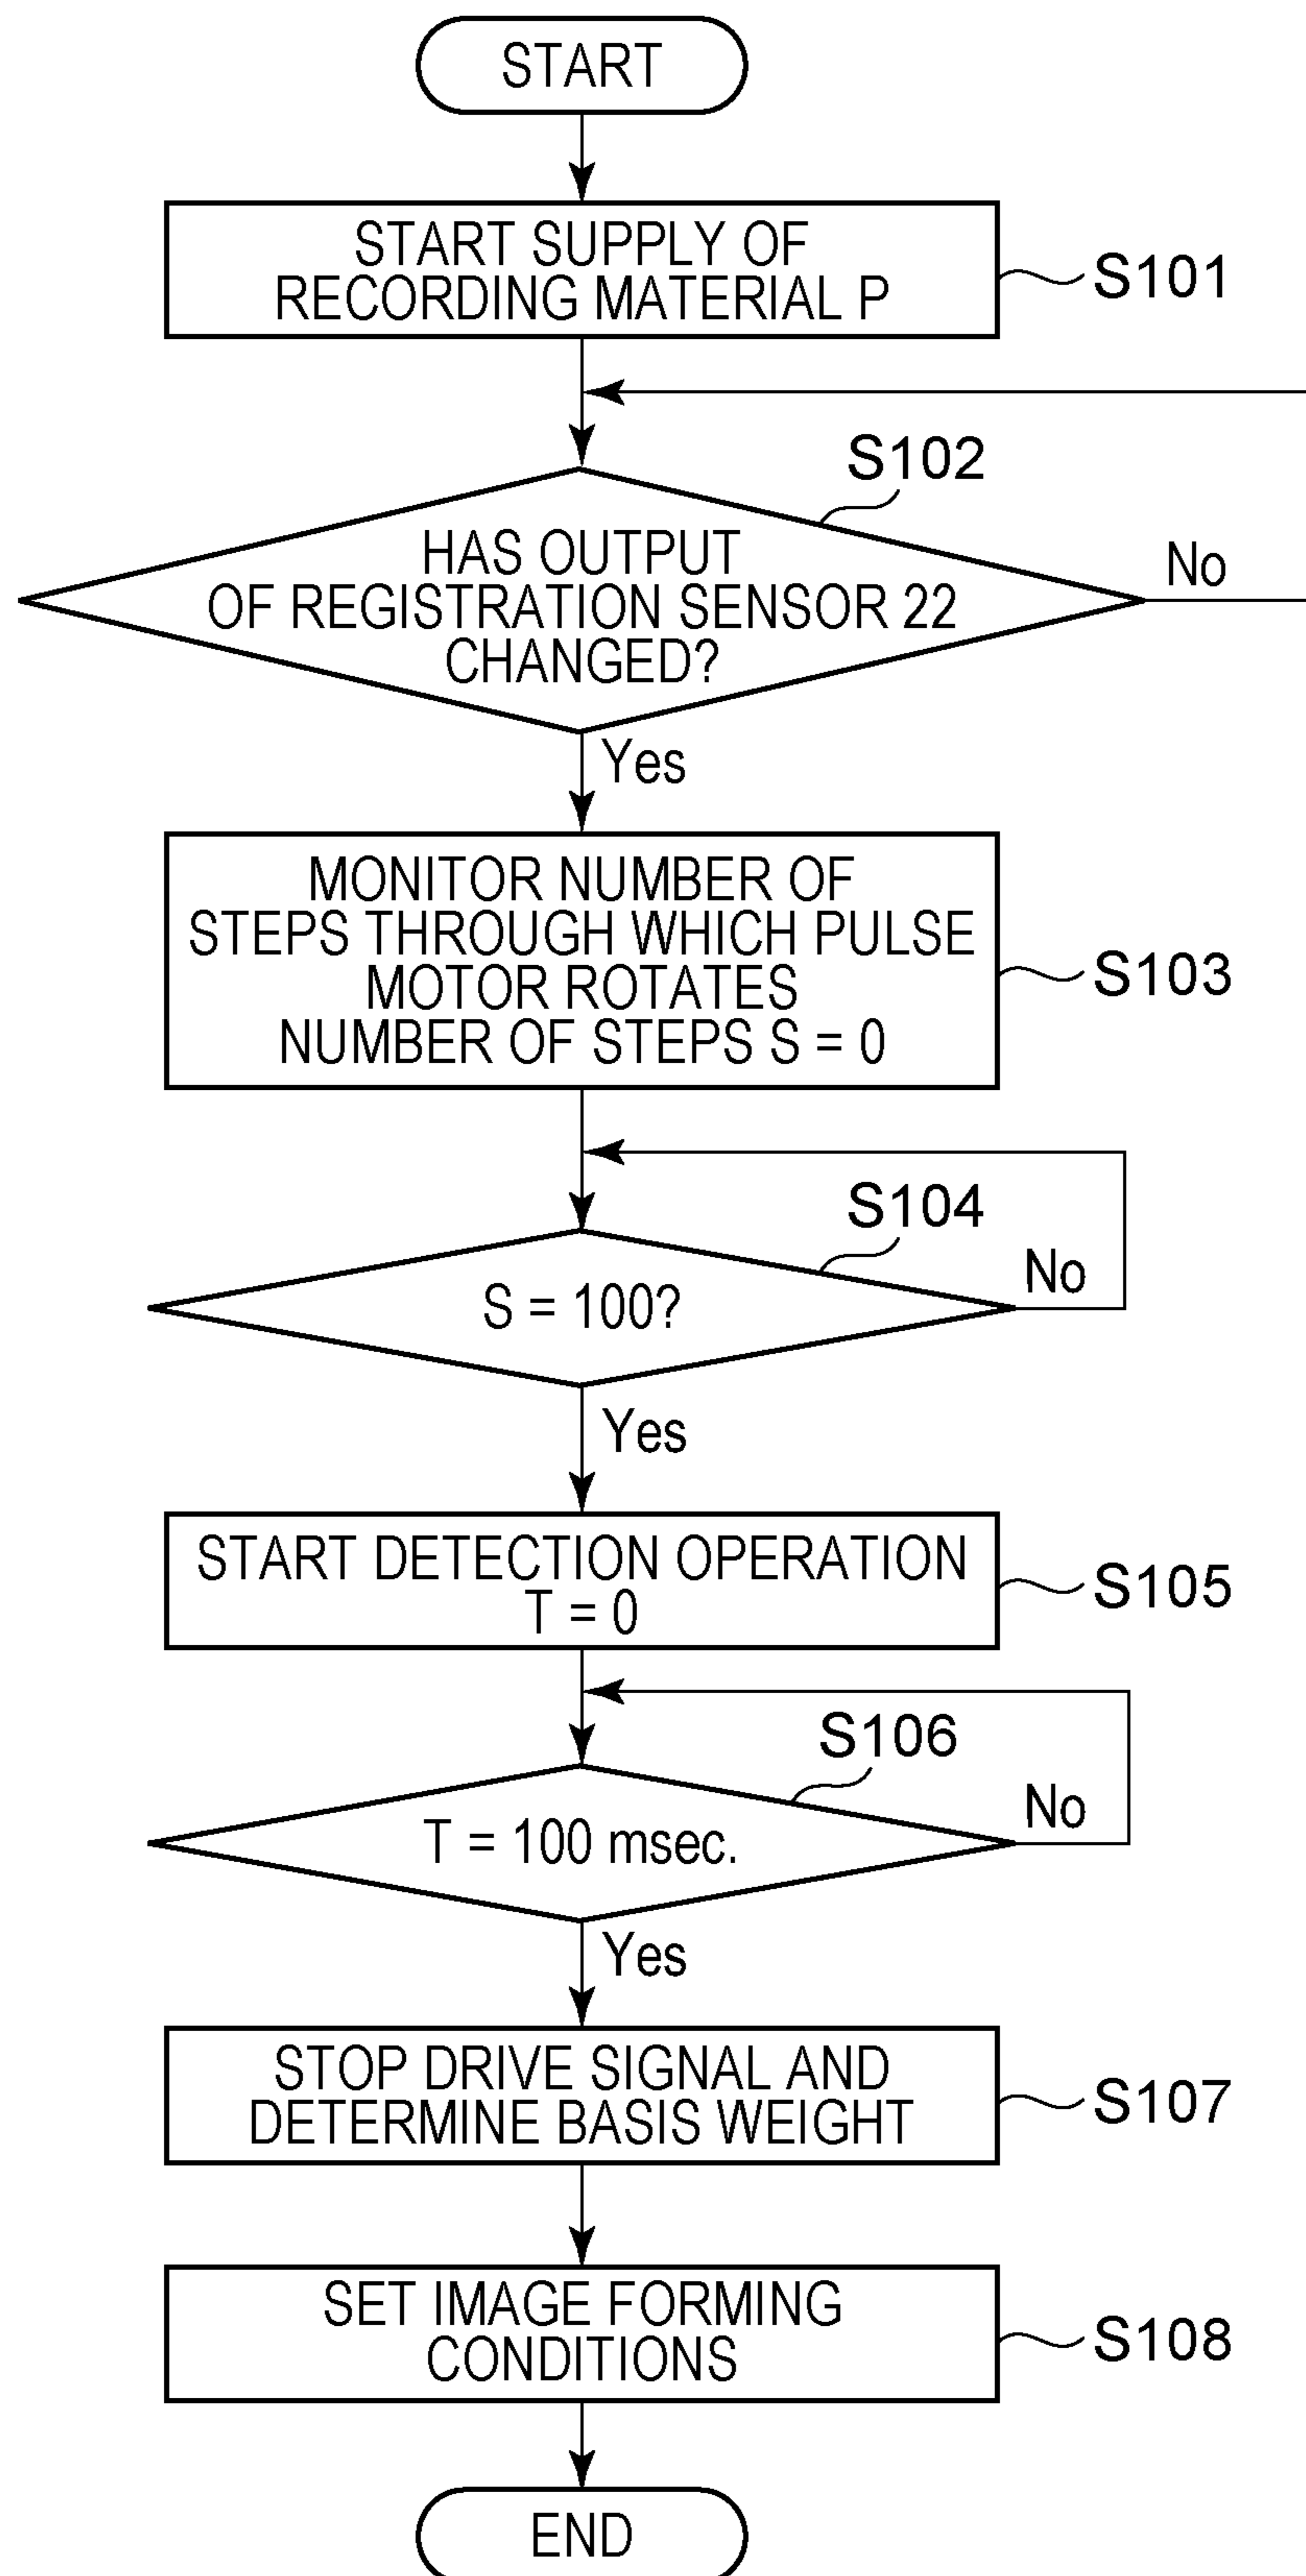 START
START SUPPLY OF
RECORDING MATERIAL P
S101
S102
HAS OUTPUT
OF REGISTRATION SENSOR 22
CHANGED?
No
Yes
MONITOR NUMBER OF
STEPS THROUGH WHICH PULSE
MOTOR ROTATES
NUMBER OF STEPS S = 0
S103
S104
S = 100?
No
Yes
START DETECTION OPERATION
T = 0
S105
S106
T = 100 msec.
No
Yes
STOP DRIVE SIGNAL AND
DETERMINE BASIS WEIGHT
S107
SET IMAGE FORMING
CONDITIONS
S108
END